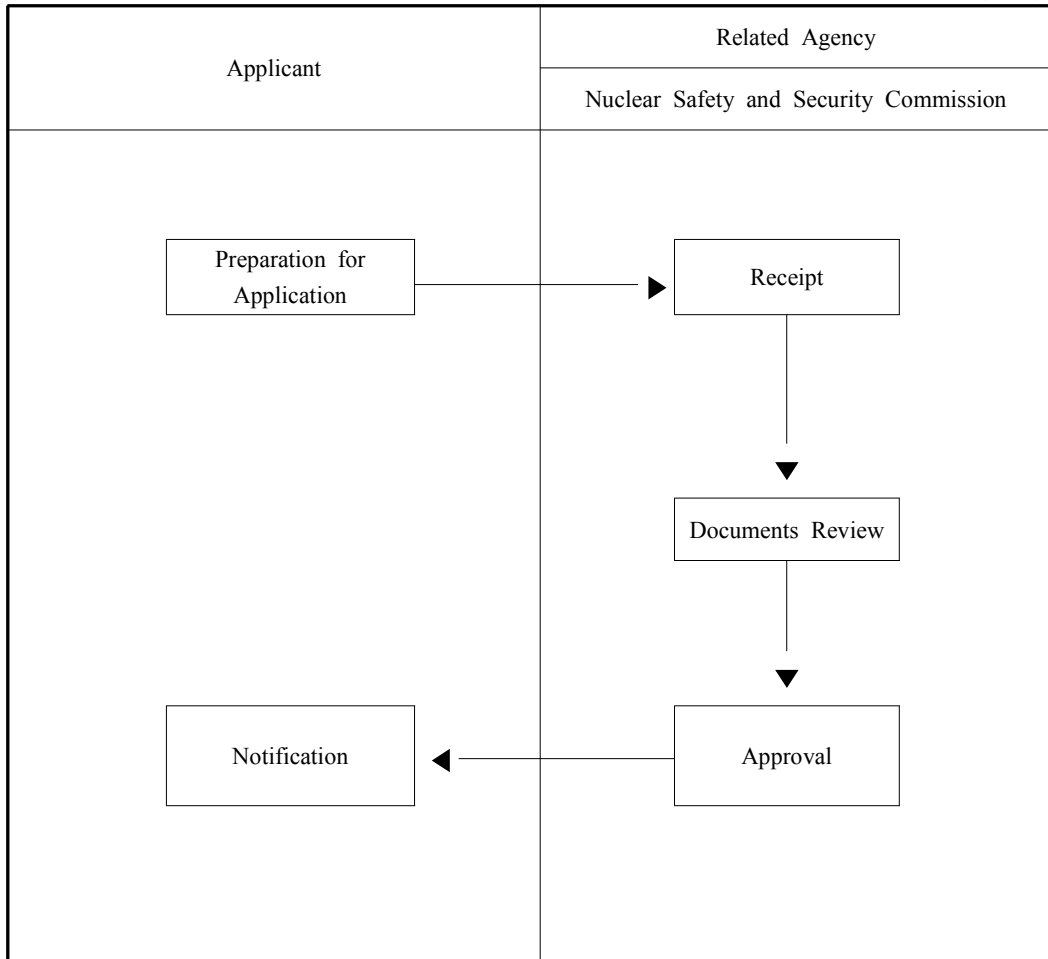 Applicant
Related Agency
Nuclear Safety and Security Commission
Preparation for
Application
Receipt
Documents Review
Notification
Approval